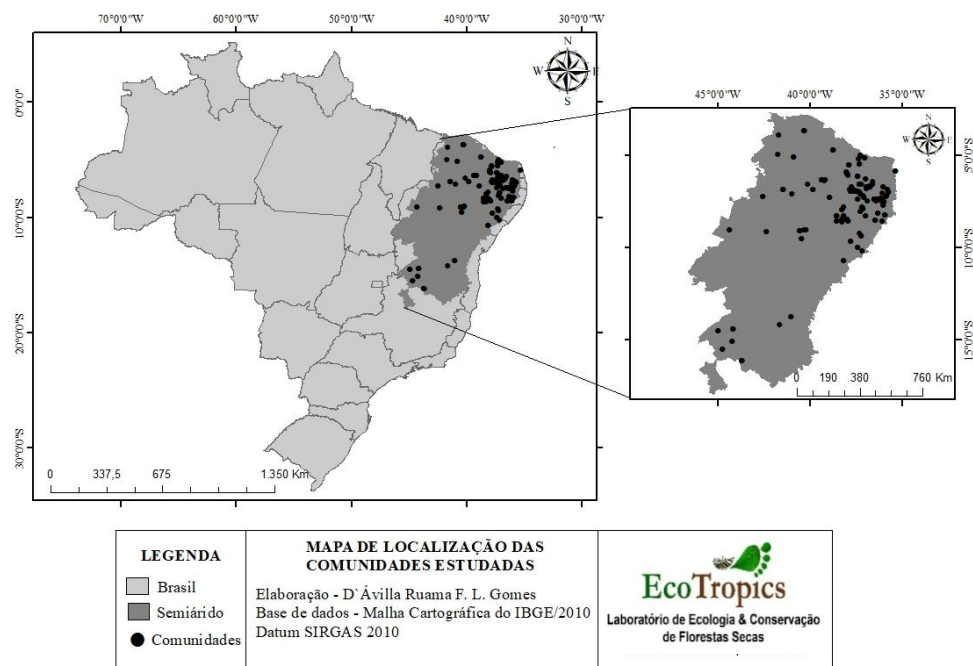 70°0'0"W 60°0'0"W 50°0'0"W 40°0'0"W 30°0'0"W
N
W E
S
0°0'0"
10°0'0"S
20°0'0"S
30°0'0"S
0 337,5 675 1.350 Km
45°0'0"W 40°0'0"W 35°0'0"W
N
W E
S
5°0'0"S
10°0'0"S
15°0'0"S
0 190 380 760 Km
LEGENDA
Brasil
Semiárido
Comunidades
MAPA DE LOCALIZAÇÃO DAS
COMUNIDADES ESTUDADAS
Elaboração - D`Ávilla Ruama F. L. Gomes
Base de dados - Malha Cartográfica do IBGE/2010
Datum SIRGAS 2010
EcoTropics
Laboratório de Ecologia & Conservação
de Florestas Secas